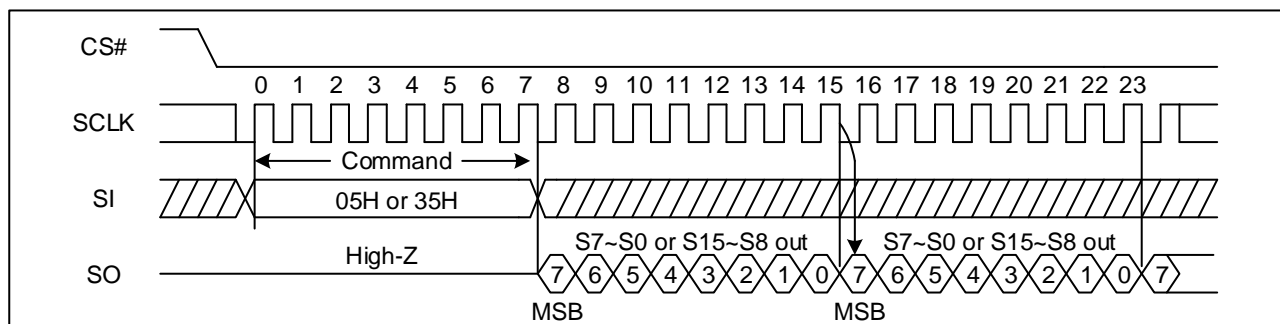 CS#
0 1 2 3 4 5 6 7 8 9 10 11 12 13 14 15 16 17 18 19 20 21 22 23
SCLK
Command
SI
05H or 35H
S7~S0 or S15~S8 out S7~S0 or S15~S8 out
High-Z
SO
7 6 5 4 3 2 1 0 7 6 5 4 3 2 1 0 7
MSB MSB